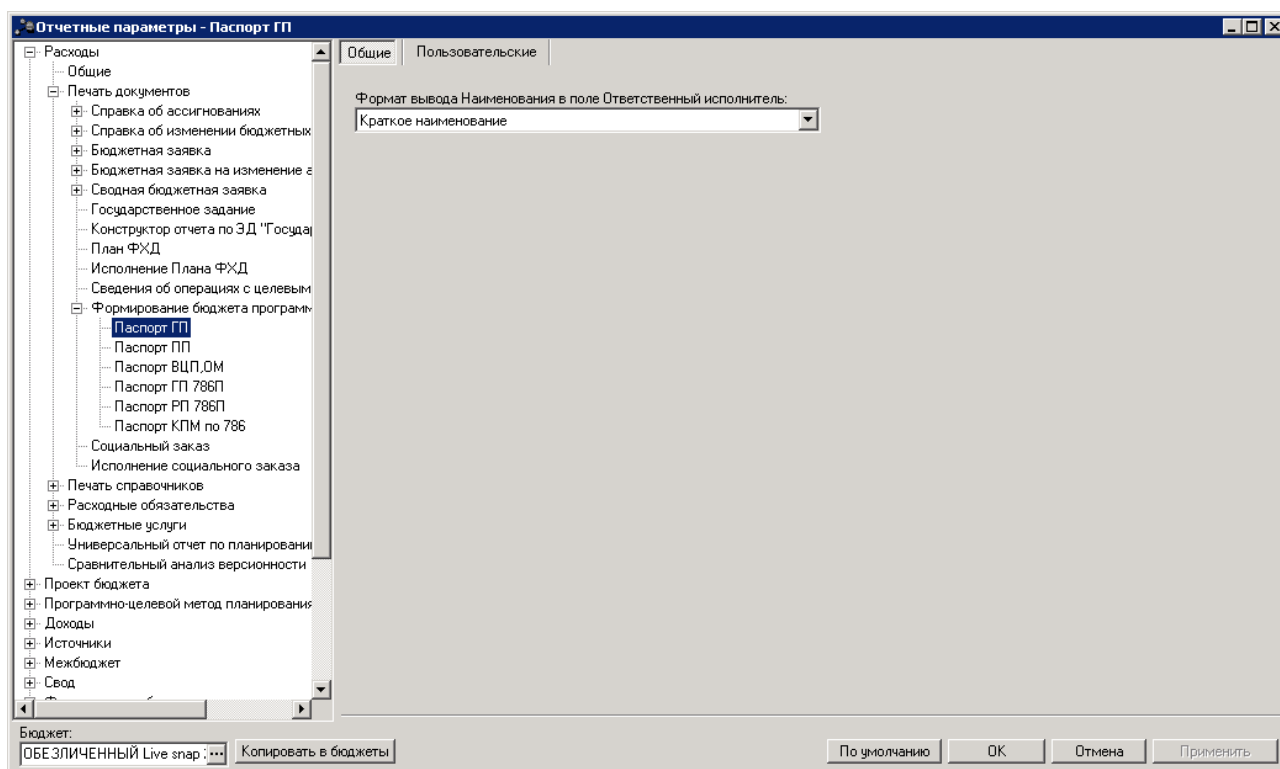 Отчетные параметры - Паспорт ГП
Расходы
Общие
Печать документов
Справка об ассигнованиях
Справка об изменении бюджетных
Бюджетная заявка
Бюджетная заявка на изменение а
Сводная бюджетная заявка
Государственное задание
Конструктор отчета по ЭД "Государ
План ФХД
Исполнение Плана ФХД
Сведения об операциях с целевым
Формирование бюджета программ
Паспорт ГП
Паспорт ПП
Паспорт ВЦП,ОМ
Паспорт ГП 786П
Паспорт РП 786П
Паспорт КПМ по 786
Социальный заказ
Исполнение социального заказа
Печать справочников
Расходные обязательства
Бюджетные услуги
Универсальный отчет по планировани
Сравнительный анализ версионности
Проект бюджета
Программно-целевой метод планирования
Доходы
Источники
Межбюджет
Свод
Общие
Пользовательские
Формат вывода Наименования в поле Ответственный исполнитель:
Краткое наименование
Бюджет:
ОБЕЗЛИЧЕННЫЙ Live snap
...
Копировать в бюджеты
По умолчанию
OK
Отмена
Применить